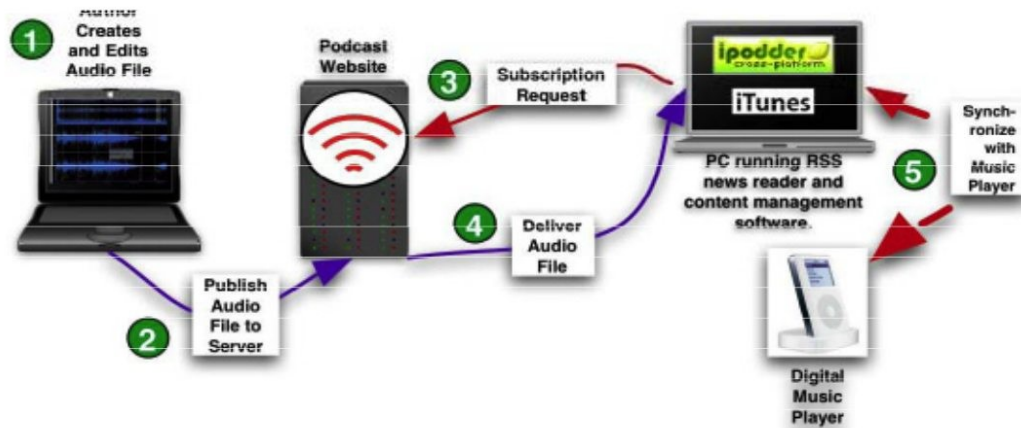 1
Author
Creates
and Edits
Audio File
Podcast
Website
3
Subscription
Request
ipodder
cross-platform
iTunes
PC running RSS
news reader and
content management
software.
Synch-
ronize
with
Music
Player
5
4
Deliver
Audio
File
2
Publish
Audio
File to
Server
Digital
Music
Player